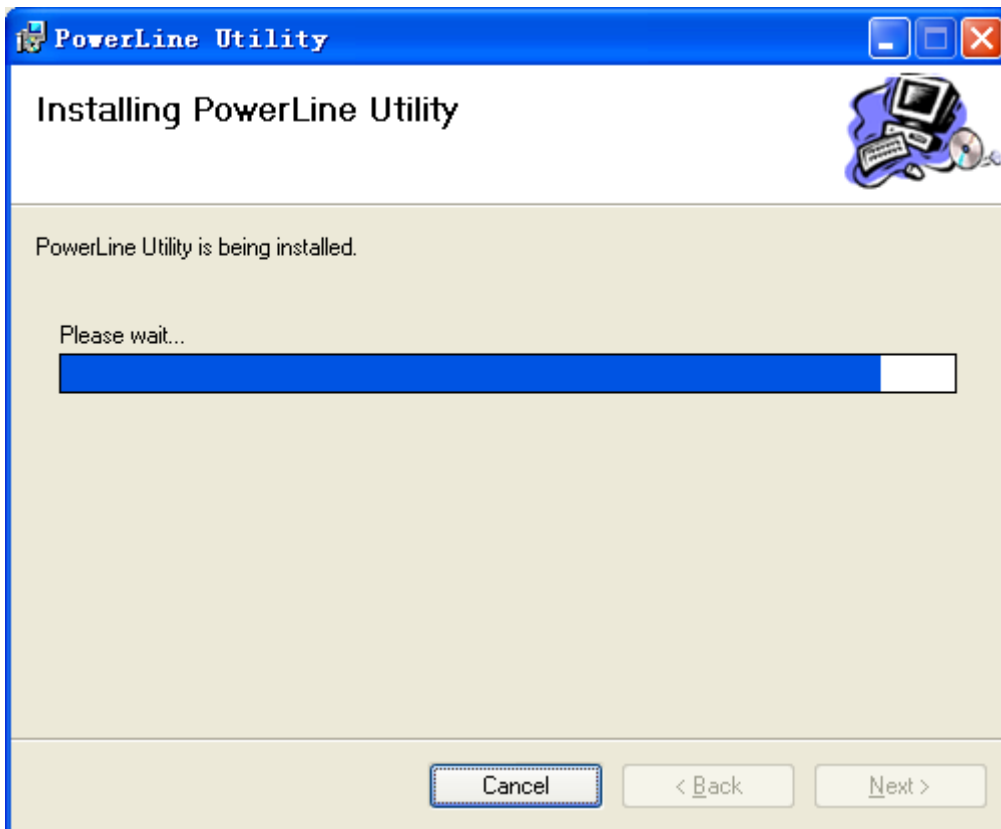 PowerLine Utility
Installing PowerLine Utility
PowerLine Utility is being installed.
Please wait...
Cancel
< Back
Next >